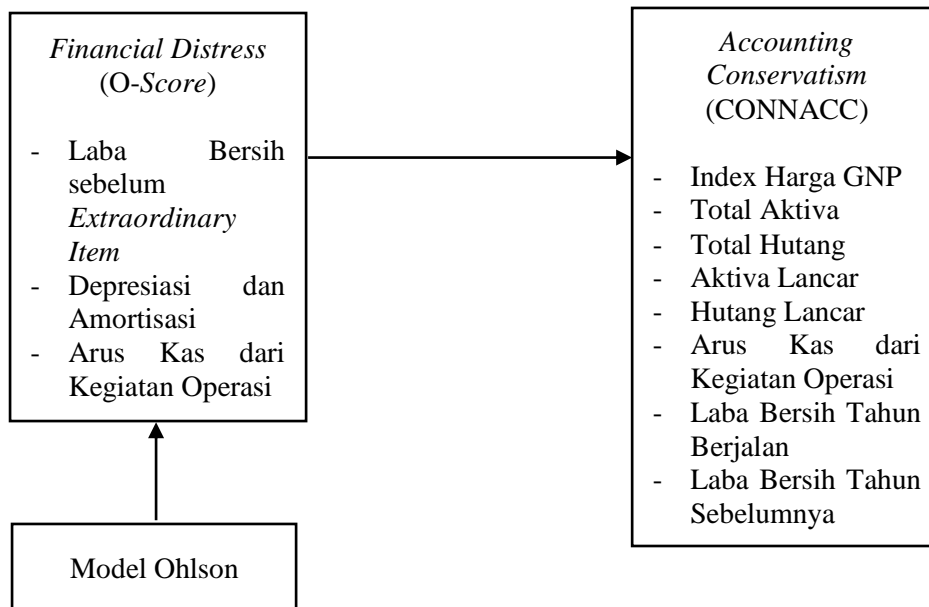 Financial Distress
(O-Score)
- Laba Bersih
sebelum
Extraordinary
Item
- Depresiasi dan
Amortisasi
- Arus Kas dari
Kegiatan Operasi
Model Ohlson
Accounting
Conservatism
(CONNACC)
- Index Harga GNP
- Total Aktiva
- Total Hutang
- Aktiva Lancar
- Hutang Lancar
- Arus Kas dari
Kegiatan Operasi
- Laba Bersih Tahun
Berjalan
- Laba Bersih Tahun
Sebelumnya